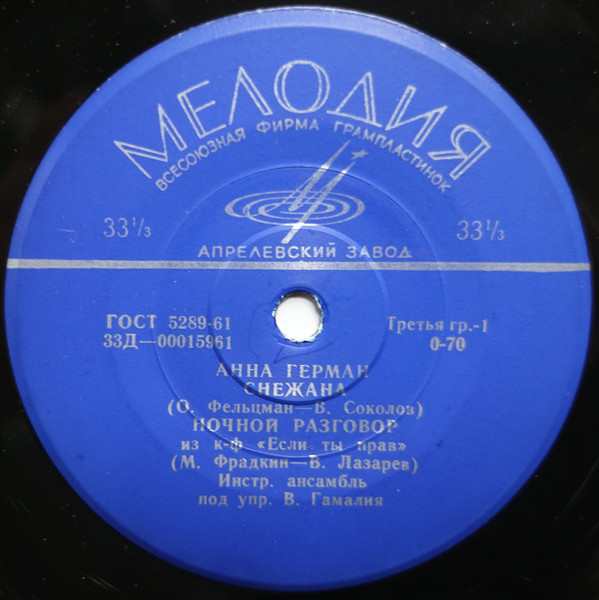 МЕЛОДИЯ
ВСЕСОЮЗНАЯ ФИРМА ГРАМПЛАСТИНОК
33⅓ 33⅓
АПРЕЛЕВСКИЙ ЗАВОД
ГОСТ 5289-61 Третья гр.-1
33Д—00015961 0-70
АННА ГЕРМАН
СНЕЖАНА
(О. Фельцман—В. Соколов)
НОЧНОЙ РАЗГОВОР
из к-ф «Если ты прав»
(М. Фрадкин—В. Лазарев)
Инстр. ансамбль
под упр. В. Гамалия